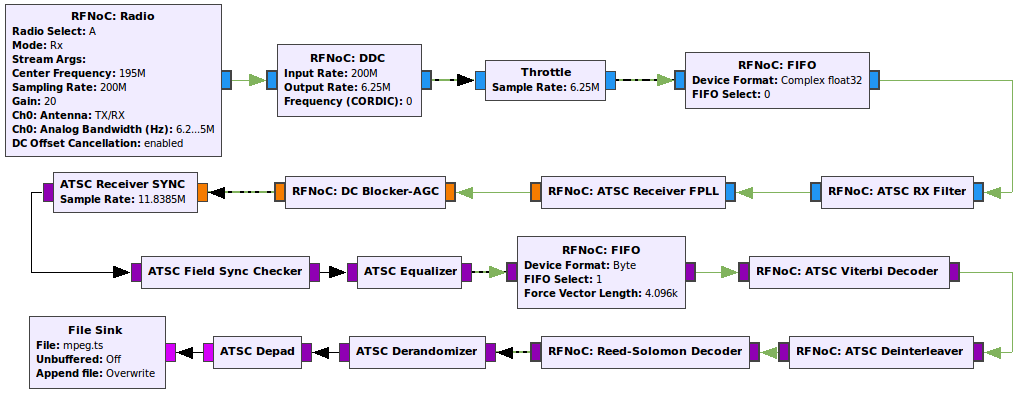 RFNoC: Radio
Radio Select: A
Mode: Rx
Stream Args:
Center Frequency: 195M
Sampling Rate: 200M
Gain: 20
Ch0: Antenna: TX/RX
Ch0: Analog Bandwidth (Hz): 6.2...5M
DC Offset Cancellation: enabled
RFNoC: DDC
Input Rate: 200M
Output Rate: 6.25M
Frequency (CORDIC): 0
Throttle
Sample Rate: 6.25M
RFNoC: FIFO
Device Format: Complex float32
FIFO Select: 0
ATSC Receiver SYNC
Sample Rate: 11.8385M
RFNoC: DC Blocker-AGC
RFNoC: ATSC Receiver FPLL
RFNoC: ATSC RX Filter
ATSC Field Sync Checker
ATSC Equalizer
RFNoC: FIFO
Device Format: Byte
FIFO Select: 1
Force Vector Length: 4.096k
RFNoC: ATSC Viterbi Decoder
File Sink
File: mpeg.ts
Unbuffered: Off
Append file: Overwrite
ATSC Depad
ATSC Derandomizer
RFNoC: Reed-Solomon Decoder
RFNoC: ATSC Deinterleaver